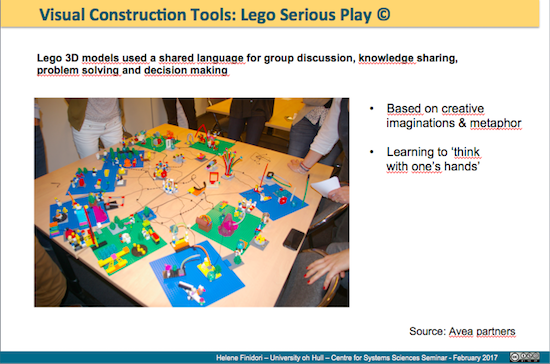 Visual Construction Tools: Lego Serious Play ©
Lego 3D models used a shared language for group discussion, knowledge sharing,
problem solving and decision making
• Based on creative
imaginations & metaphor
• Learning to ‘think
with one’s hands’
Source: Avea partners
Helene Finidori – University oh Hull – Centre for Systems Sciences Seminar - February 2017